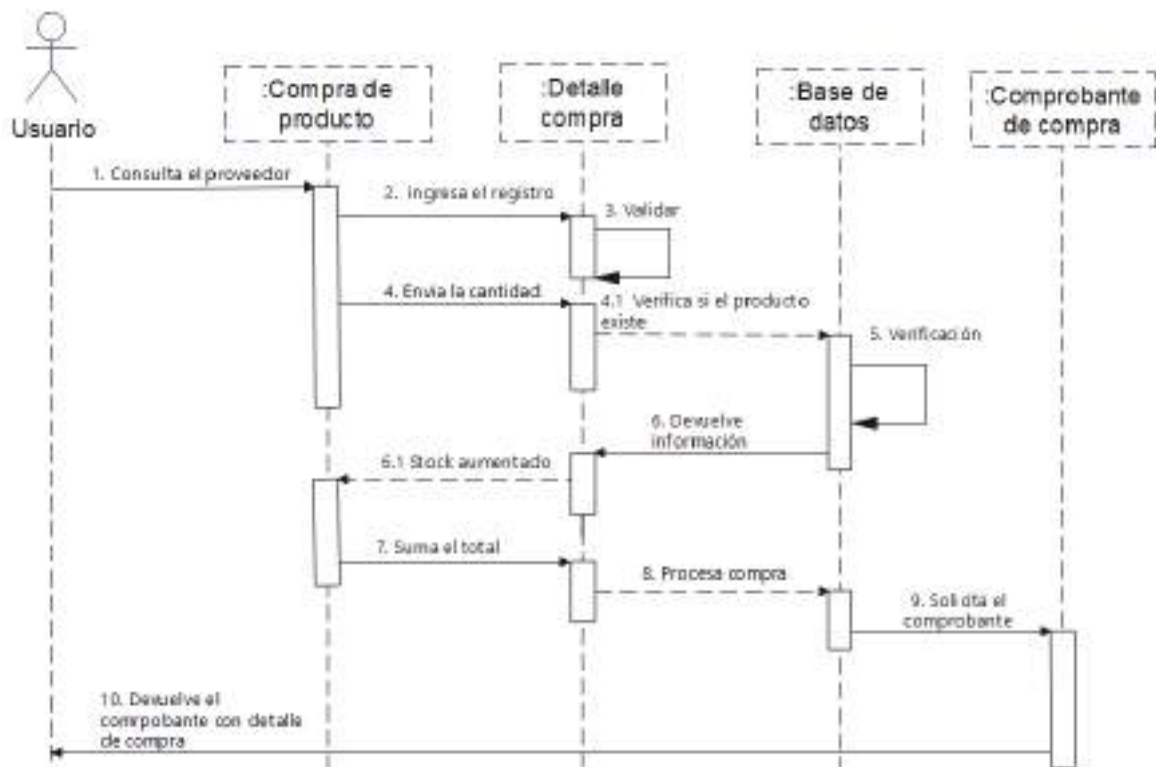 Usuario
:Compra de
producto
:Detalle
compra
:Base de
datos
:Comprobante
de compra
1. Consulta el proveedor
2. Ingresa el registro
3. Validar
4. Envia la cantidad
4.1 Verifica si el producto
existe
5. Verificación
6. Devuelve
información
6.1 Stock aumentado
7. Suma el total
8. Procesa compra
9. Solicita el
comprobante
10. Devuelve el
comrpobante con detalle
de compra